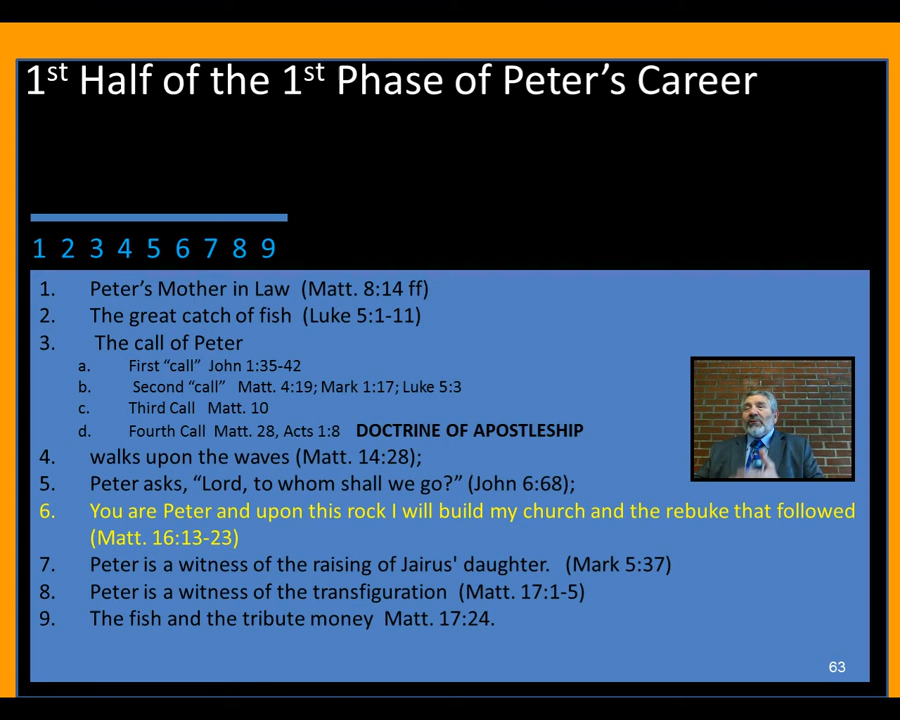 1st Half of the 1st Phase of Peter’s Career
1 2 3 4 5 6 7 8 9
1. Peter’s Mother in Law (Matt. 8:14 ff)
2. The great catch of fish (Luke 5:1-11)
3. The call of Peter
a. First “call” John 1:35-42
b. Second “call” Matt. 4:19; Mark 1:17; Luke 5:3
c. Third Call Matt. 10
d. Fourth Call Matt. 28, Acts 1:8 DOCTRINE OF APOSTLESHIP
4. walks upon the waves (Matt. 14:28);
5. Peter asks, “Lord, to whom shall we go?” (John 6:68);
6. You are Peter and upon this rock I will build my church and the rebuke that followed
(Matt. 16:13-23)
7. Peter is a witness of the raising of Jairus' daughter. (Mark 5:37)
8. Peter is a witness of the transfiguration (Matt. 17:1-5)
9. The fish and the tribute money Matt. 17:24.
63